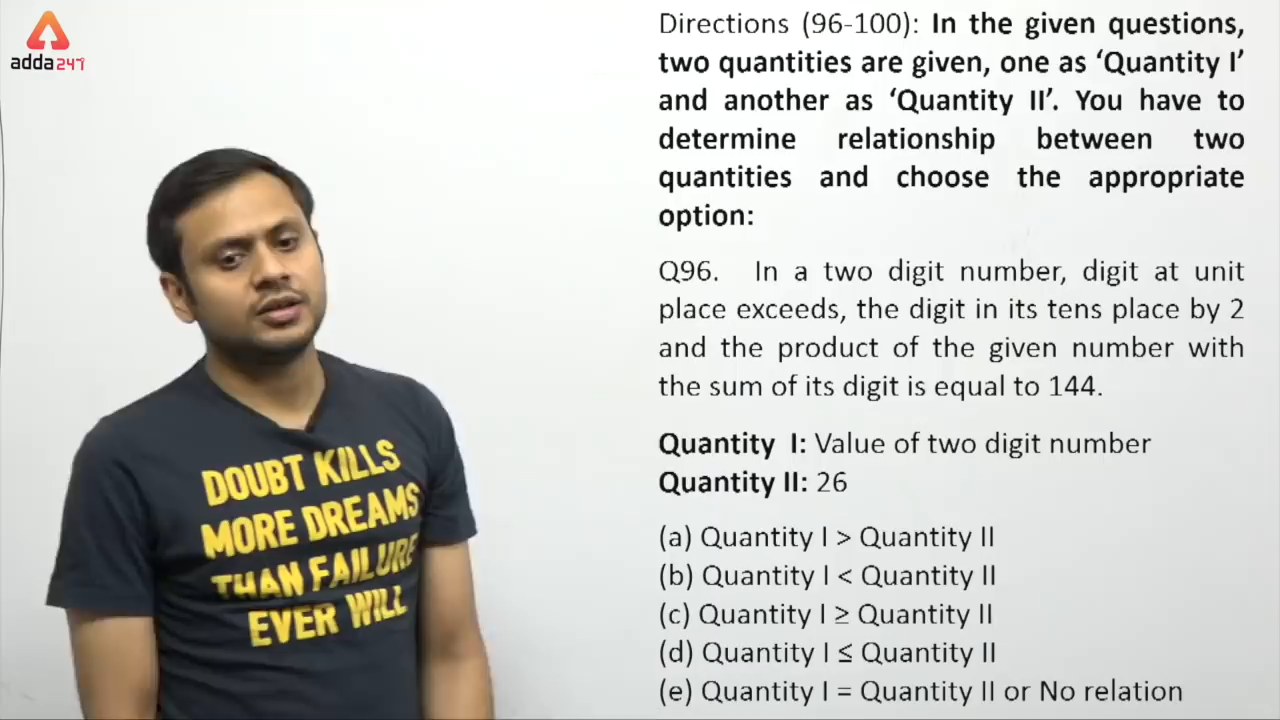 adda247
Directions (96-100): In the given questions,
two quantities are given, one as ‘Quantity I’
and another as ‘Quantity II’. You have to
determine relationship between two
quantities and choose the appropriate
option:
Q96. In a two digit number, digit at unit
place exceeds, the digit in its tens place by 2
and the product of the given number with
the sum of its digit is equal to 144.
Quantity I: Value of two digit number
Quantity II: 26
(a) Quantity I > Quantity II
(b) Quantity I < Quantity II
(c) Quantity I ≥ Quantity II
(d) Quantity I ≤ Quantity II
(e) Quantity I = Quantity II or No relation
DOUBT KILLS
MORE DREAMS
THAN FAILURE
EVER WILL